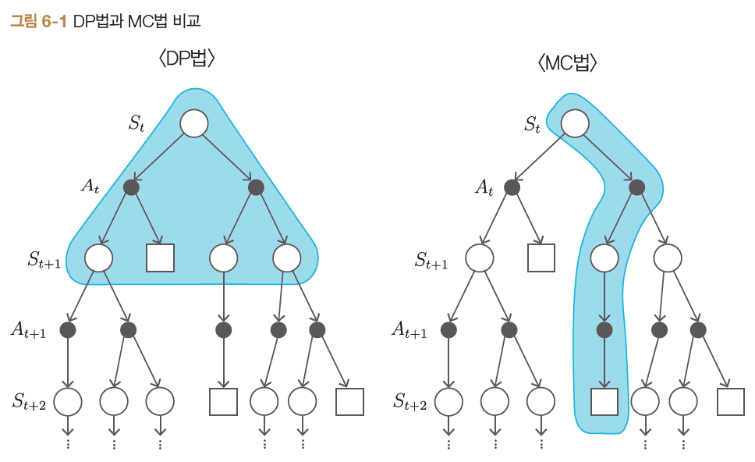 그림 6-1 DP법과 MC법 비교
〈DP법〉
S_t
A_t
S_{t+1}
A_{t+1}
S_{t+2}
〈MC법〉
S_t
A_t
S_{t+1}
A_{t+1}
S_{t+2}